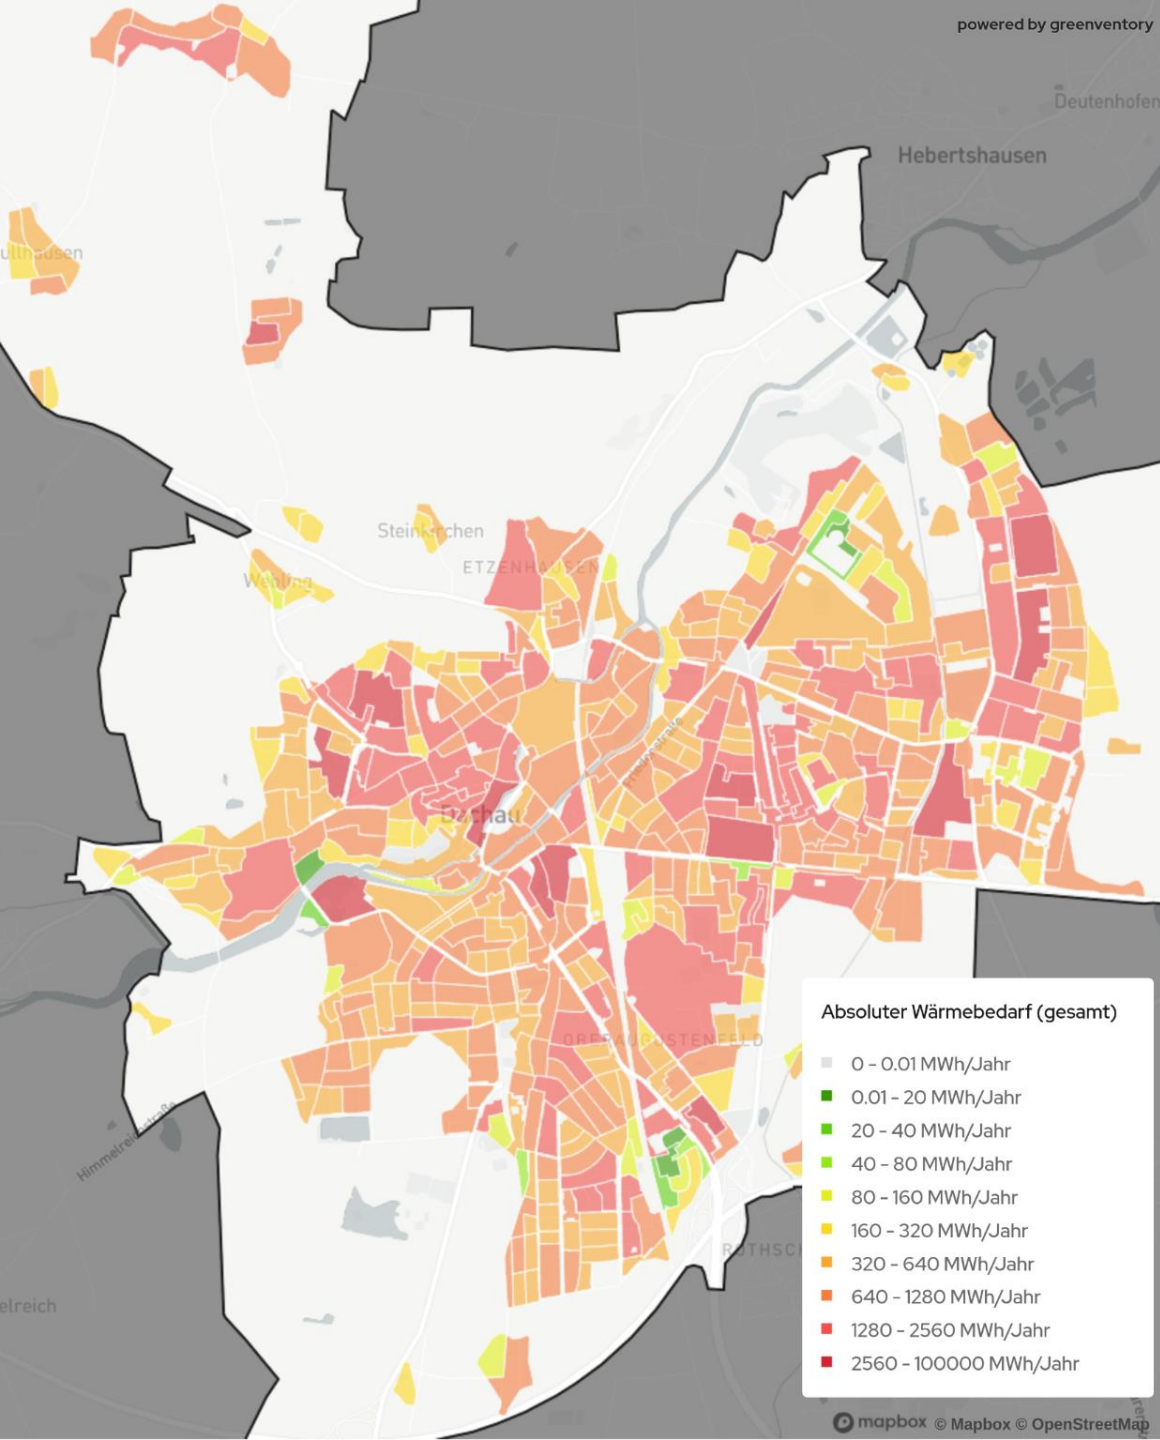 powered by greenventory
Deutenhofen
Hebertshausen
ullhausen
Steinkirchen
ETZENHAUSEN
Webling
Dachau
OBERAUGUSTENFELD
Himmelreichstraße
ROTHSCH
elreich
Absoluter Wärmebedarf (gesamt)
0 - 0.01 MWh/Jahr
0.01 - 20 MWh/Jahr
20 - 40 MWh/Jahr
40 - 80 MWh/Jahr
80 - 160 MWh/Jahr
160 - 320 MWh/Jahr
320 - 640 MWh/Jahr
640 - 1280 MWh/Jahr
1280 - 2560 MWh/Jahr
2560 - 100000 MWh/Jahr
mapbox © Mapbox © OpenStreetMap